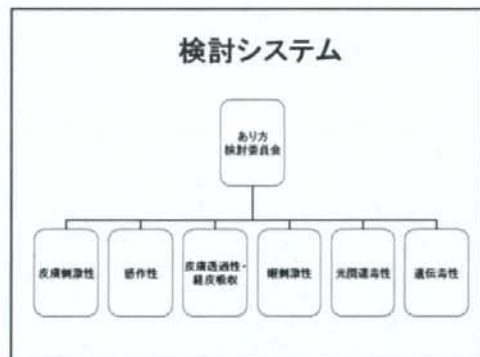 検討システム
あり方
検討委員会
皮膚刺激性
感作性
皮膚透過性・
経皮吸収
眼刺激性
光関連毒性
遺伝毒性